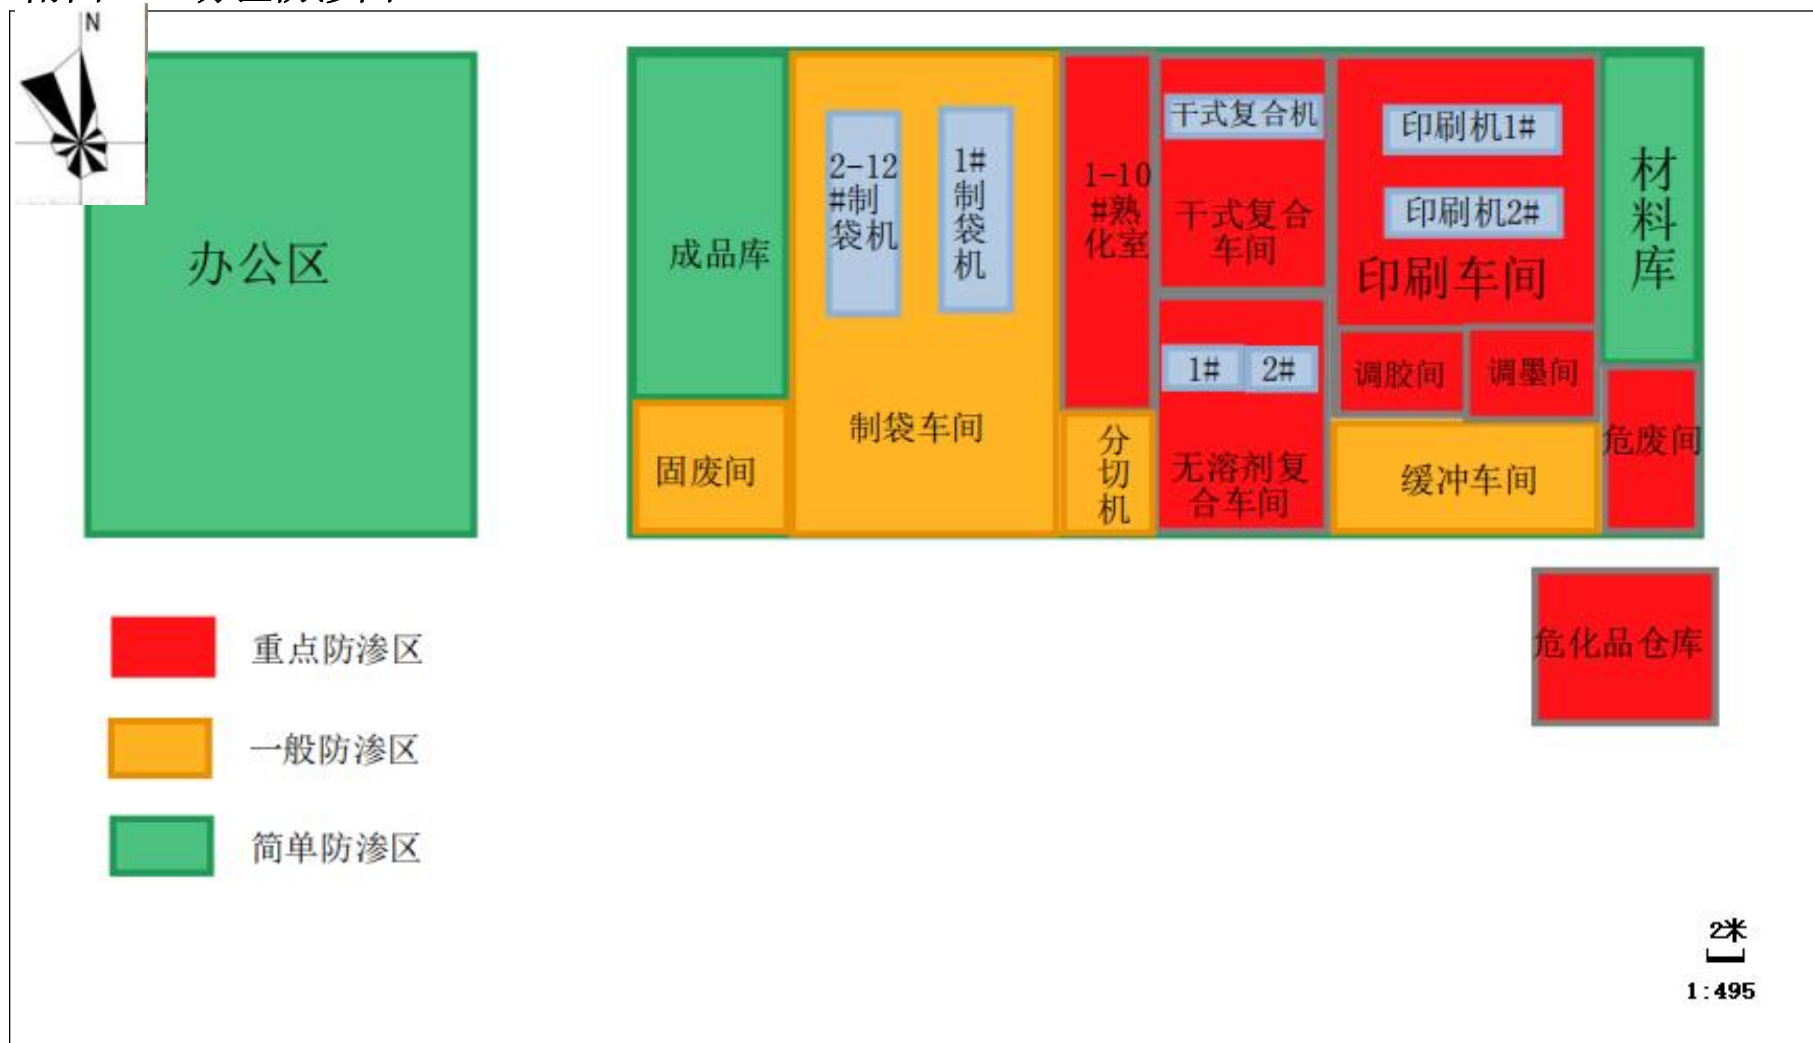 N
办公区
成品库
固废间
2-12
#制
袋机
1#
制
袋
机
制袋车间
1-10
#熟
化室
分
切
机
干式复合机
干式复合
车间
1#
2#
无溶剂复
合车间
印刷机1#
印刷机2#
印刷车间
调胶间
调墨间
缓冲车间
材
料
库
危废间
危化品仓库
重点防渗区
一般防渗区
简单防渗区
2米
1:495